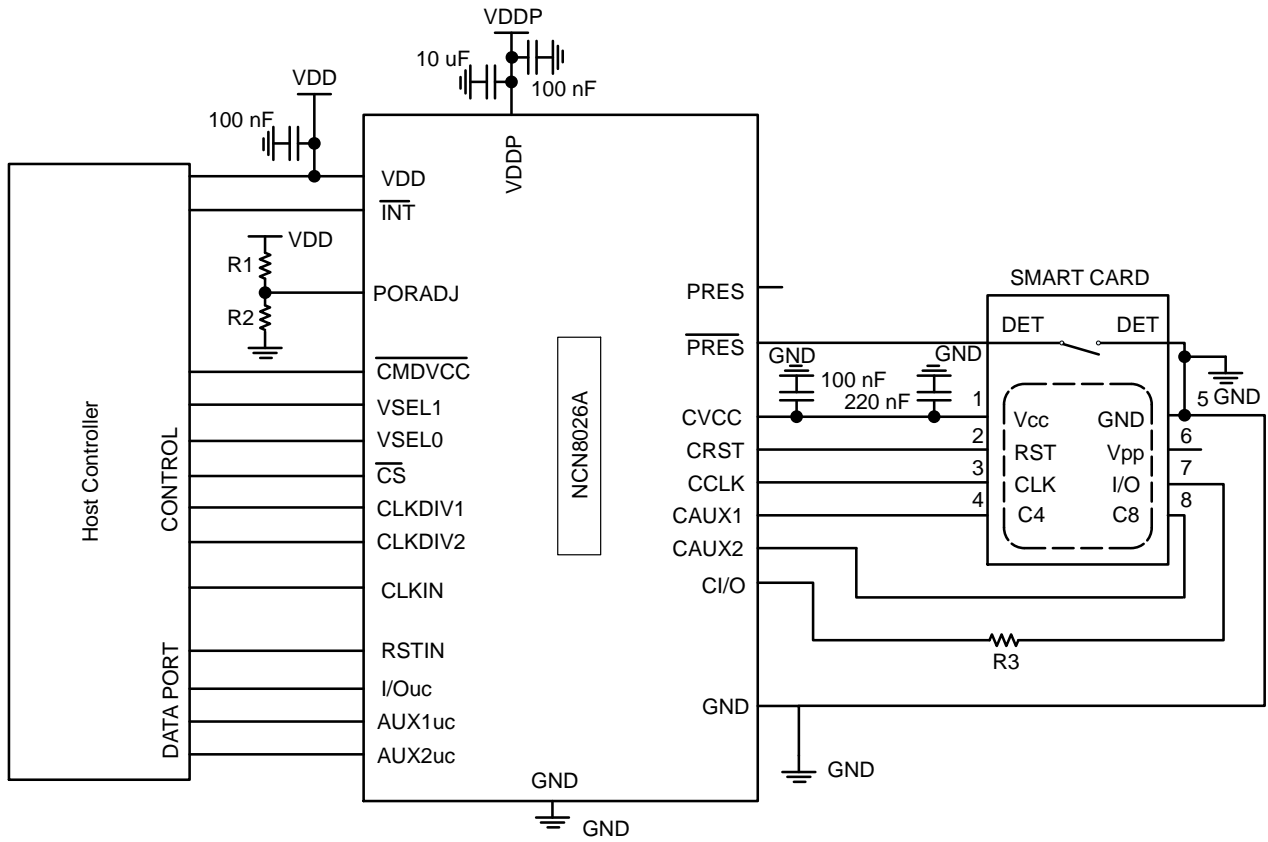 VDDP
10 uF
100 nF
VDD
100 nF
VDDP
VDD
INT
VDD
R1
PORADJ
R2
PRES
PRES
SMART CARD
DET
DET
GND
GND
100 nF
220 nF
CMDVCC
VSEL1
VSEL0
CS
CLKDIV1
CLKDIV2
CLKIN
RSTIN
I/Ouc
AUX1uc
AUX2uc
Host Controller
CONTROL
DATA PORT
NCN8026A
CVCC
CRST
CCLK
CAUX1
CAUX2
CI/O
GND
1
2
3
4
Vcc
RST
CLK
C4
GND
Vpp
I/O
C8
5
GND
6
7
8
R3
GND
GND
GND